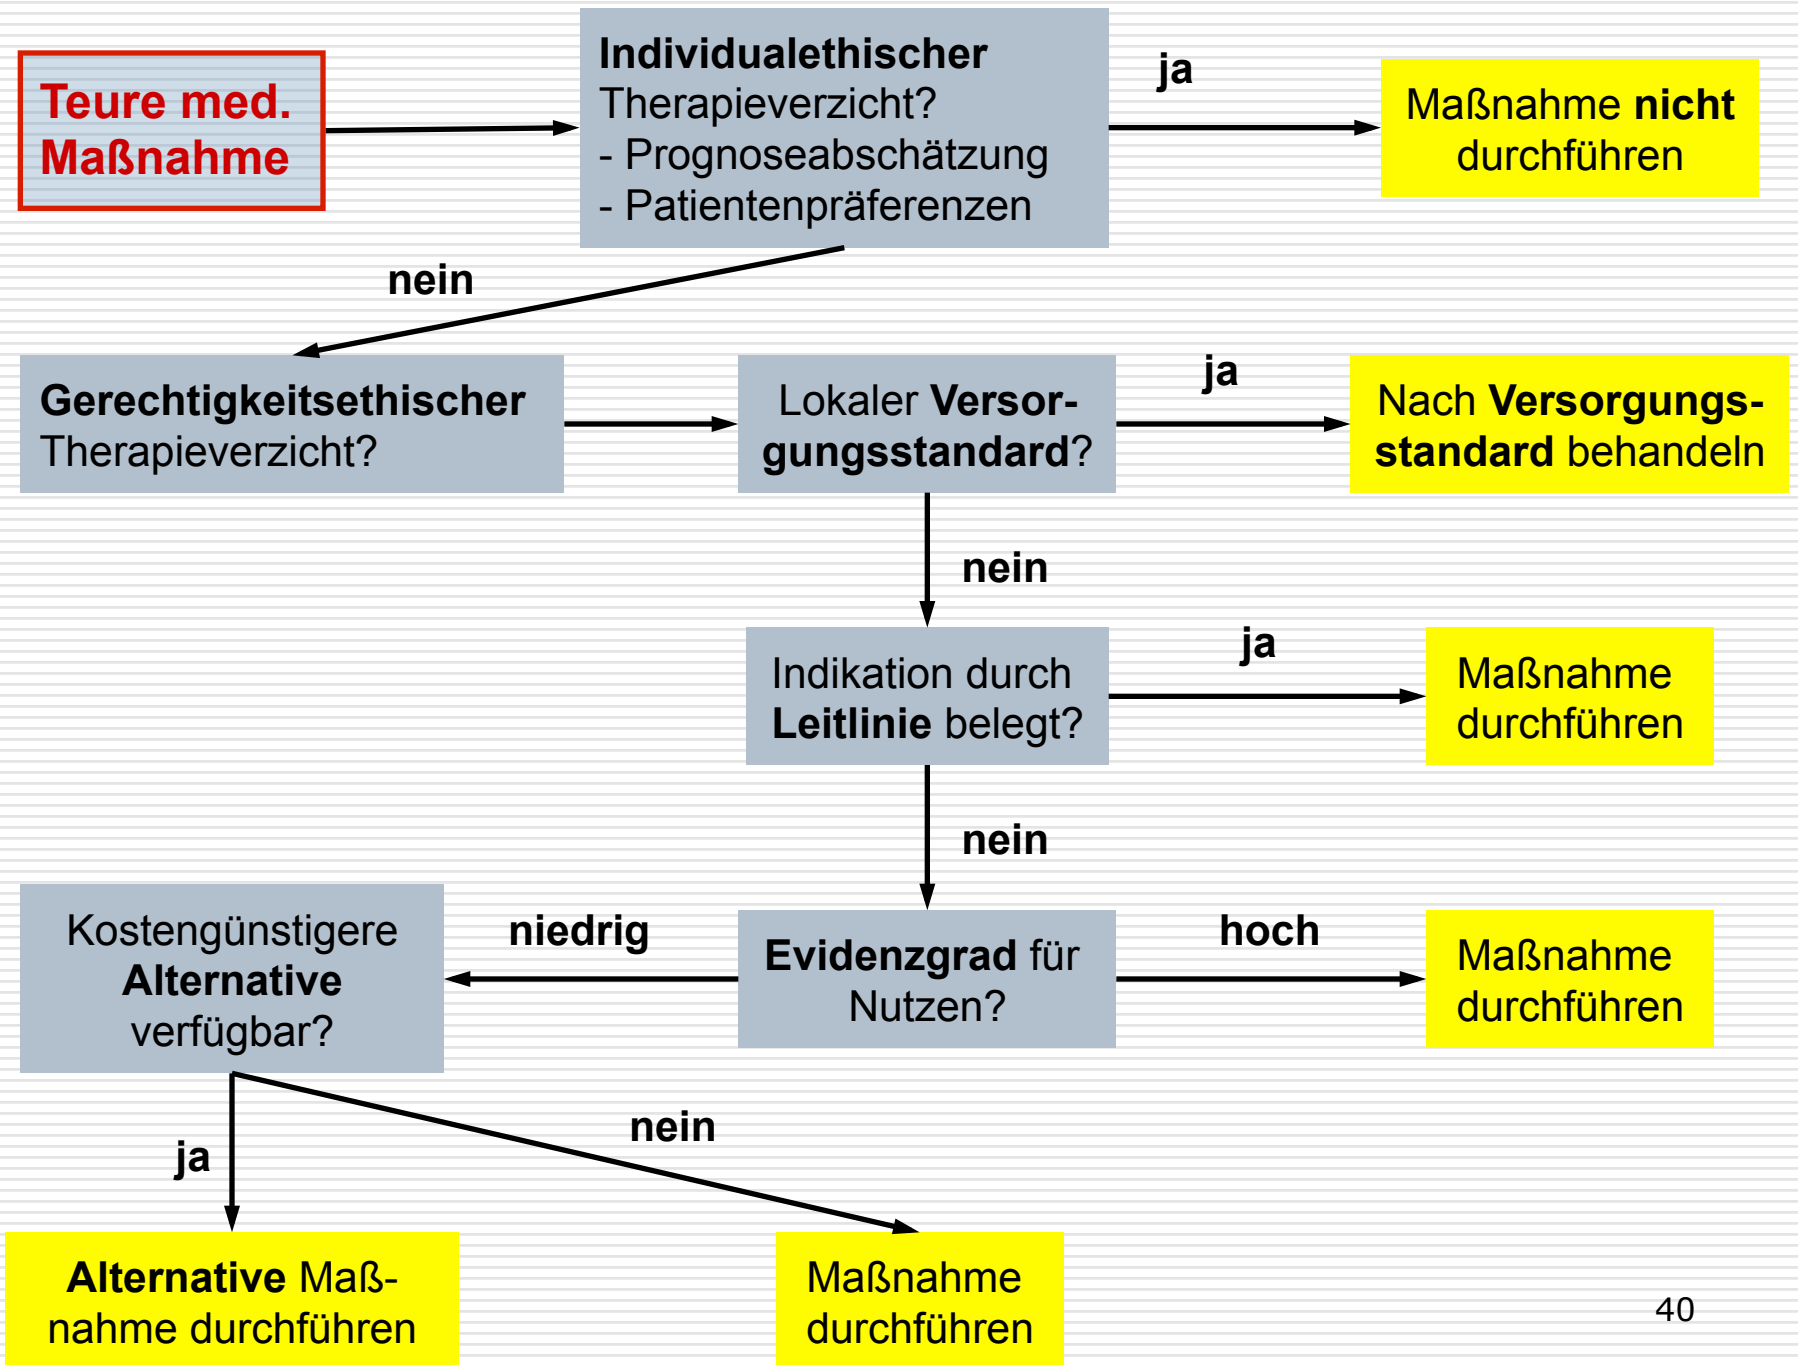 Teure med.
Maßnahme
Individualethischer
Therapieverzicht?
- Prognoseabschätzung
- Patientenpräferenzen
ja
Maßnahme nicht
durchführen
nein
Gerechtigkeitsethischer
Therapieverzicht?
Lokaler Versor-
gungsstandard?
ja
Nach Versorgungs-
standard behandeln
nein
Indikation durch
Leitlinie belegt?
ja
Maßnahme
durchführen
nein
Kostengünstigere
Alternative
verfügbar?
niedrig
Evidenzgrad für
Nutzen?
hoch
Maßnahme
durchführen
ja
nein
Alternative Maß-
nahme durchführen
Maßnahme
durchführen
40